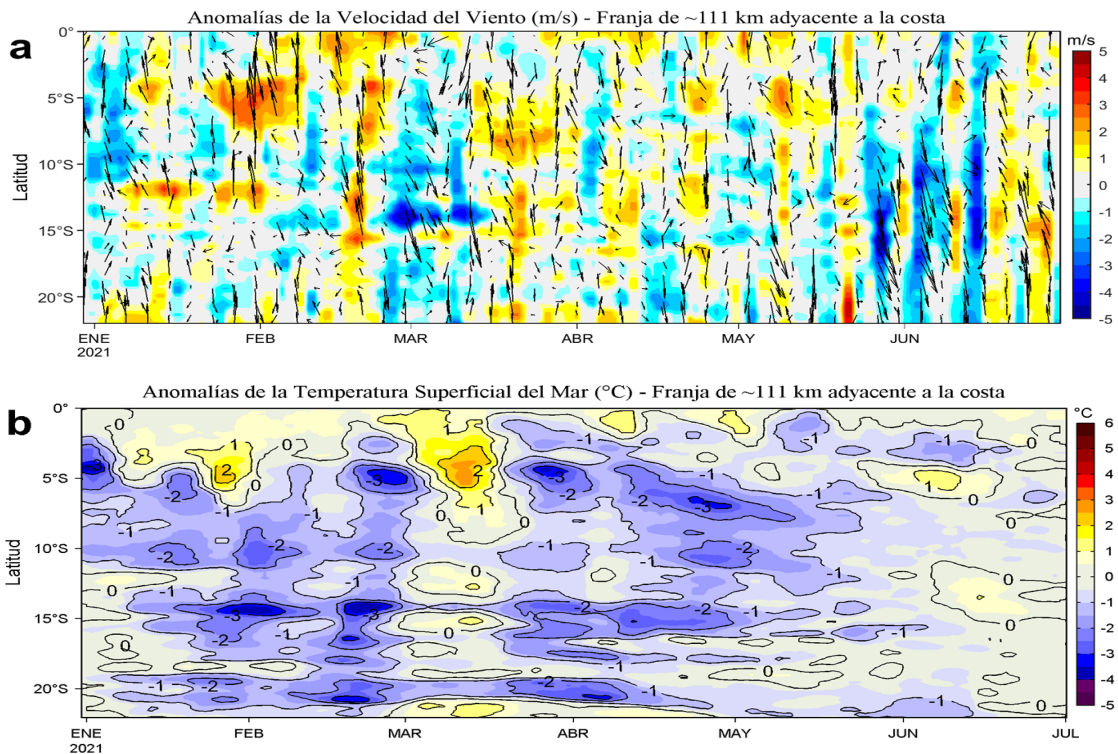 Anomalías de la Velocidad del Viento (m/s) - Franja de ~111 km adyacente a la costa
a
m/s
0°
5°S
10°S
15°S
20°S
Latitud
5
4
3
2
1
0
-1
-2
-3
-4
-5
ENE FEB MAR ABR MAY JUN
2021
Anomalías de la Temperatura Superficial del Mar (°C) - Franja de ~111 km adyacente a la costa
b
°C
0°
5°S
10°S
15°S
20°S
Latitud
6
5
4
3
2
1
0
-1
-2
-3
-4
-5
ENE FEB MAR ABR MAY JUN JUL
2021